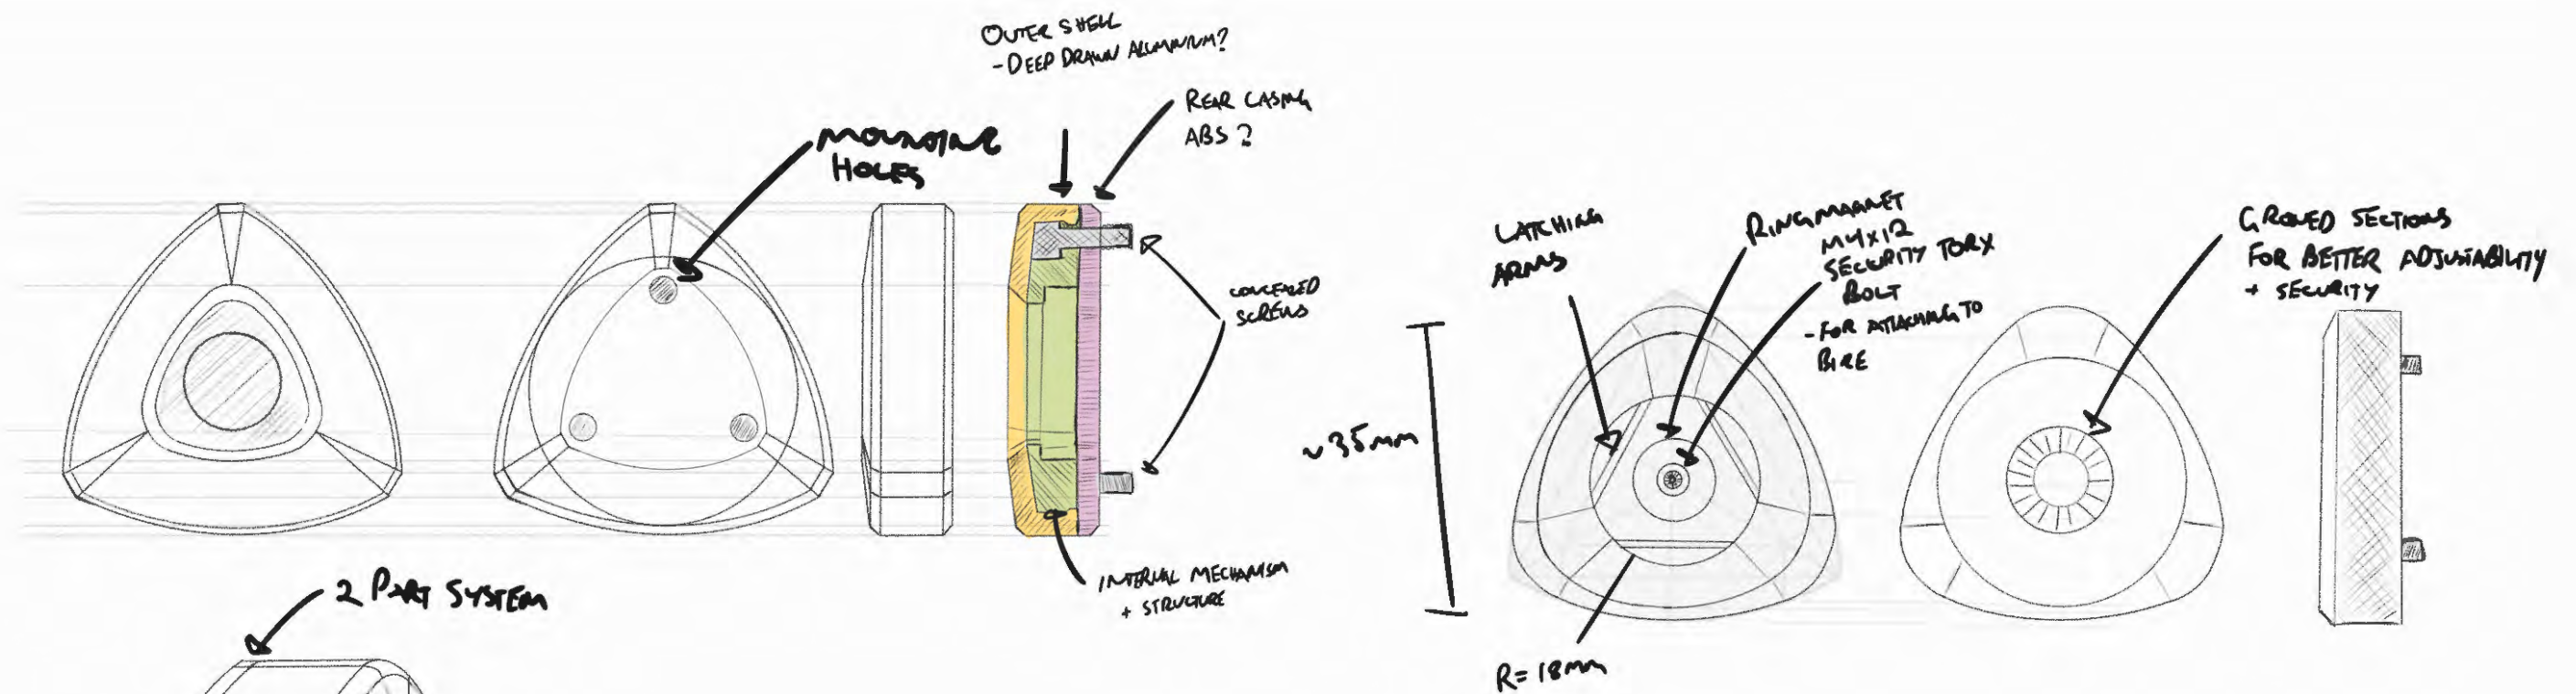 OUTER SHELL
- DEEP DRAWN ALUMINIUM?
REAR CASING
ABS?
MOUNTING
HOLES
CONCEALED
SCREWS
INTERNAL MECHANISM
+ STRUCTURE
2 PART SYSTEM
LATCHING
ARMS
RING MAGNET
M4x12
SECURITY TORX
BOLT
- FOR ATTACHING TO
BIKE
~35mm
R=18mm
GROVED SECTIONS
FOR BETTER ADJUSTABILITY
+ SECURITY